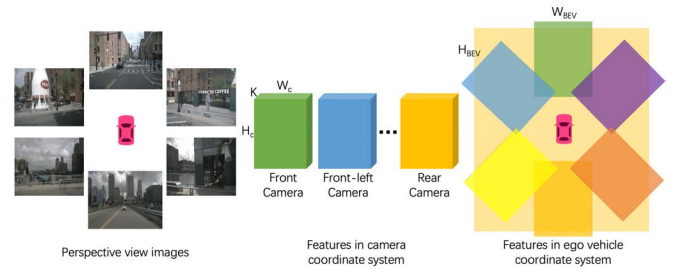 W_BEV
H_BEV
W_c
K
H_c
Front
Camera
Front-left
Camera
Rear
Camera
Perspective view images
Features in camera
coordinate system
Features in ego vehicle
coordinate system